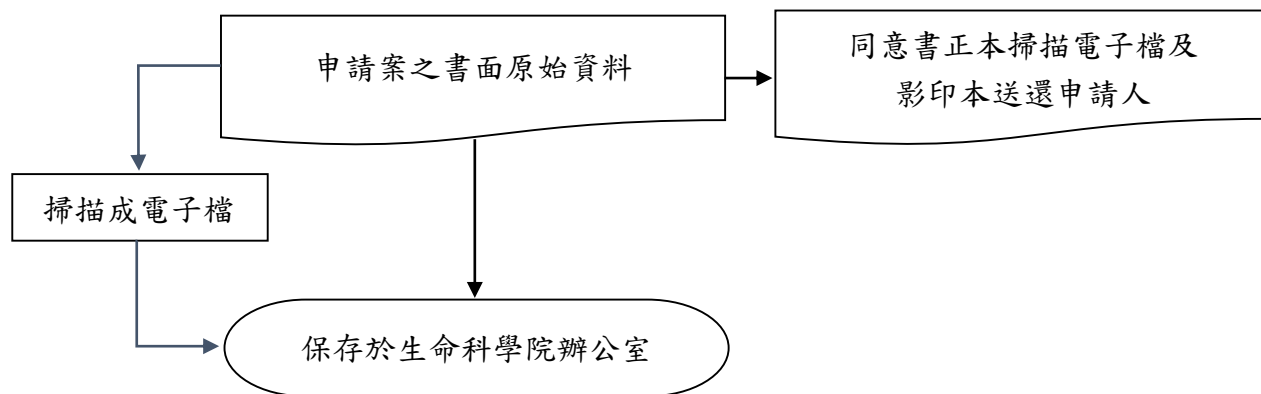 申請案之書面原始資料
同意書正本掃描電子檔及
影印本送還申請人
掃描成電子檔
保存於生命科學院辦公室